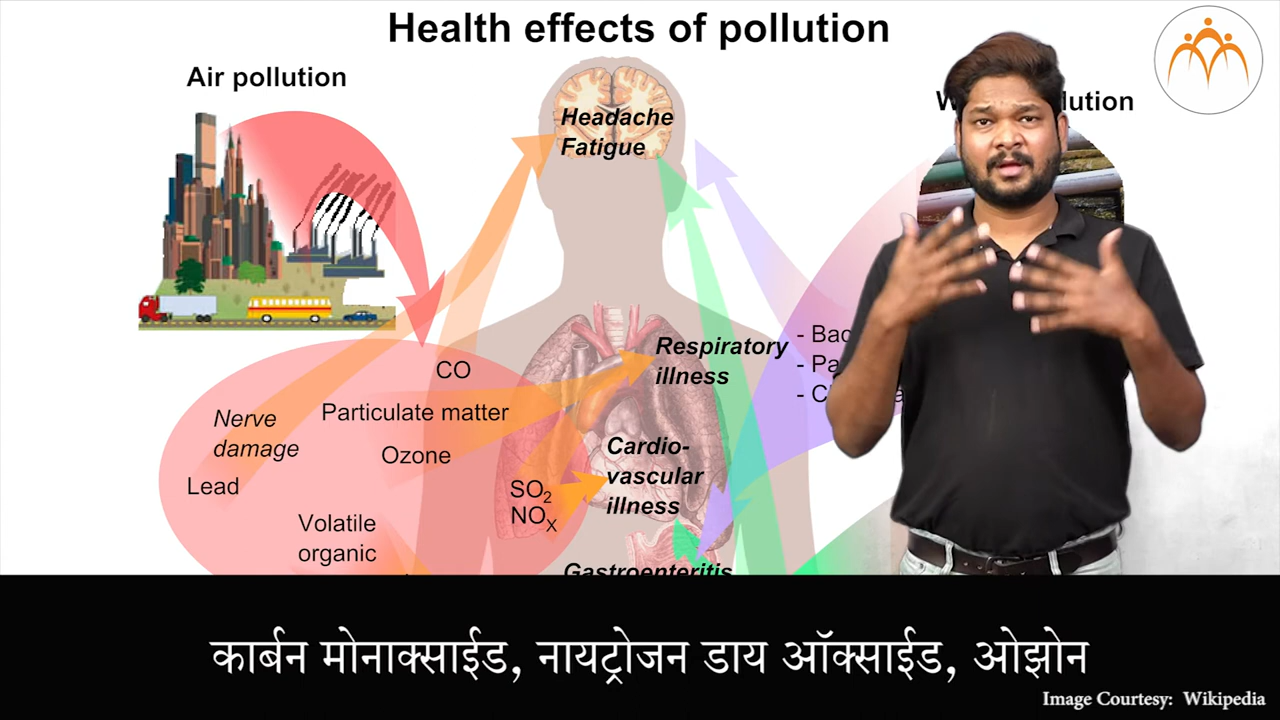 Health effects of pollution
Air pollution
Headache
Fatigue
CO
Respiratory
illness
Nerve
damage
Particulate matter
Ozone
Lead
Cardio-
vascular
illness
SO2
NOX
Volatile
organic
Gastroenteritis
कार्बन मोनाक्साईड, नायट्रोजन डाय ऑक्साईड, ओझोन
Image Courtesy: Wikipedia